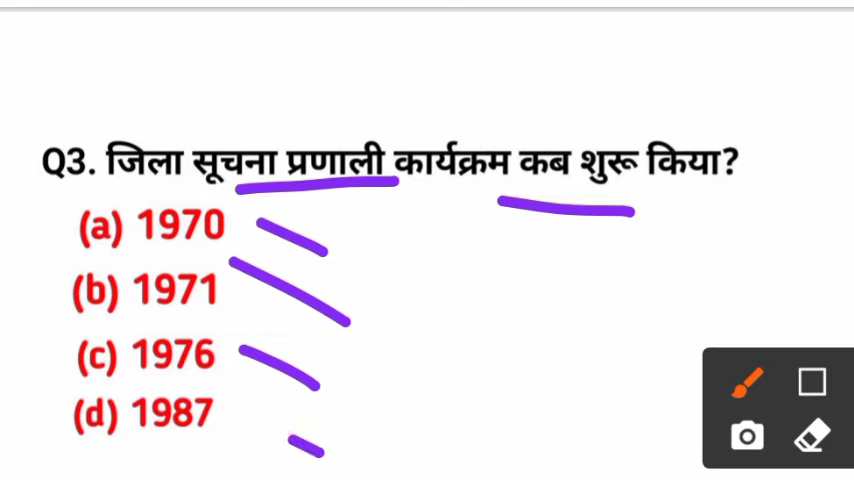 Q3. जिला सूचना प्रणाली कार्यक्रम कब शुरू किया?
(a) 1970
(b) 1971
(c) 1976
(d) 1987